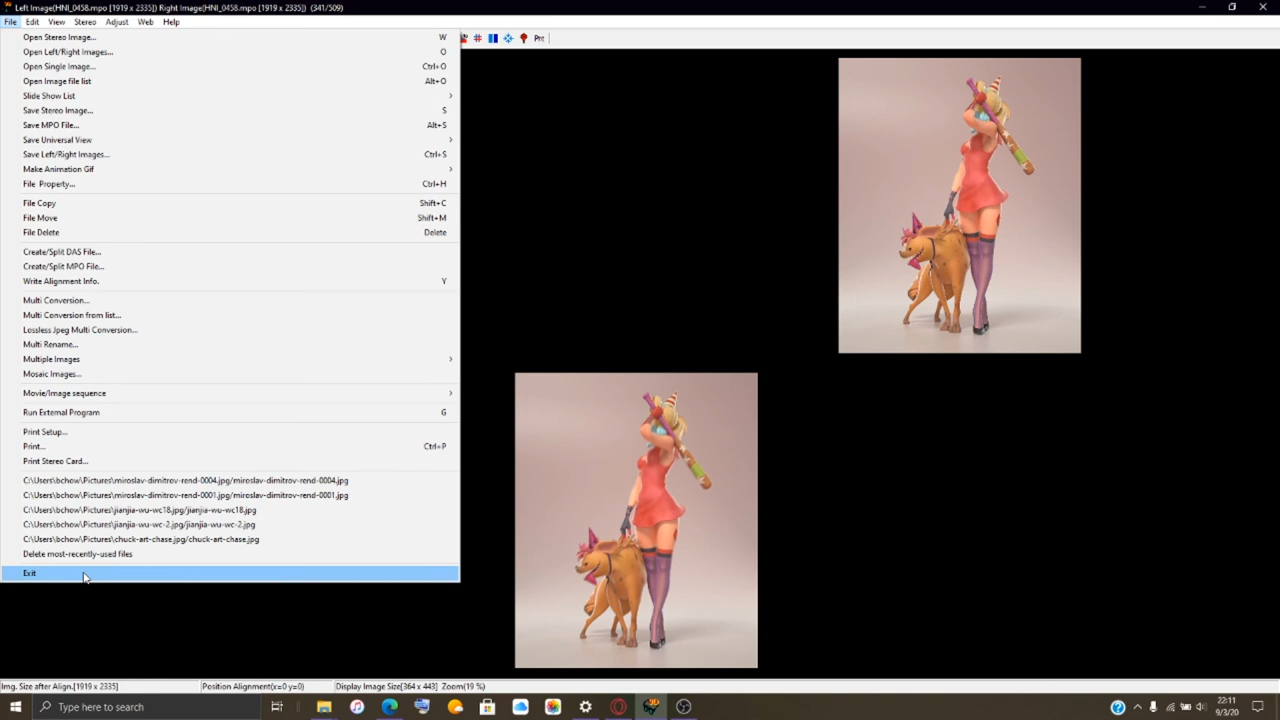 Left Image(HNI_0458.mpo [1919 x 2335]) Right Image(HNI_0458.mpo [1919 x 2335]) (341/509)
File Edit View Stereo Adjust Web Help
Pre
Open Stereo Image... W
Open Left/Right Images... O
Open Single Image... Ctrl+O
Open Image file list Alt+O
Slide Show List
Save Stereo Image... S
Save MPO File... Alt+S
Save Universal View
Save Left/Right Images... Ctrl+S
Make Animation Gif
File Property... Ctrl+H
File Copy Shift+C
File Move Shift+M
File Delete Delete
Create/Split DAS File...
Create/Split MPO File...
Write Alignment Info. Y
Multi Conversion...
Multi Conversion from list...
Lossless Jpeg Multi Conversion...
Multi Rename...
Multiple Images
Mosaic Images...
Movie/Image sequence
Run External Program G
Print Setup...
Print... Ctrl+P
Print Stereo Card...
C:\Users\bchow\Pictures\miroslav-dimitrov-rend-0004.jpg/miroslav-dimitrov-rend-0004.jpg
C:\Users\bchow\Pictures\miroslav-dimitrov-rend-0001.jpg/miroslav-dimitrov-rend-0001.jpg
C:\Users\bchow\Pictures\jianjia-wu-wc18.jpg/jianjia-wu-wc18.jpg
C:\Users\bchow\Pictures\jianjia-wu-wc-2.jpg/jianjia-wu-wc-2.jpg
C:\Users\bchow\Pictures\chuck-art-chase.jpg/chuck-art-chase.jpg
Delete most-recently-used files
Exit
Img. Size after Align.[1919 x 2335] Position Alignment(x=0 y=0) Display Image Size[364 x 443] Zoom(19 %)
Type here to search
22:11
9/3/20